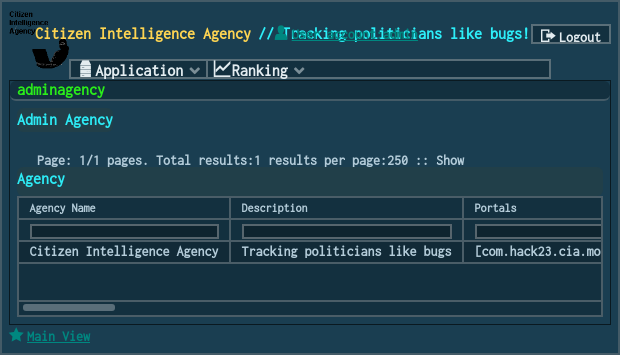 Citizen
Intelligence
Agency
Citizen Intelligence Agency // Tracking politicians like bugs!
Logout
Application Ranking
adminagency
Admin Agency
Page: 1/1 pages. Total results:1 results per page:250 :: Show
Agency
Agency Name Description Portals
Citizen Intelligence Agency Tracking politicians like bugs [com.hack23.cia.mo
Main View